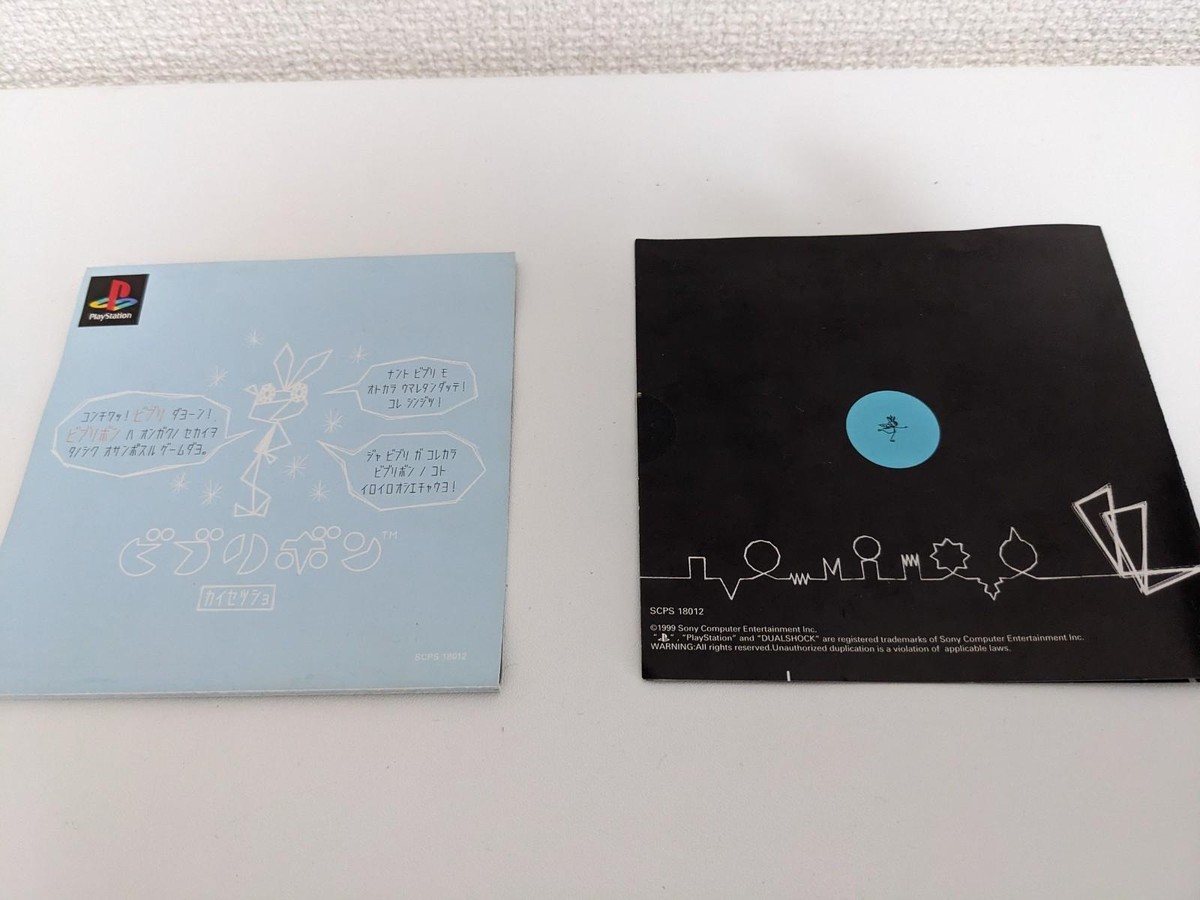 PlayStation
コンチワッ! ビブリ ダヨーン!
ビブリボン ハ オンガクノ セカイヲ
タノシク オサンポスル ゲームダヨ。
ナント ビブリ モ
オトカラ ウマレタンダッテ!
コレ シンジツ!
ジャ ビブリ ガ コレカラ
ビブリボン ノ コト
イロイロオシエチャウヨ!
ビブリボン™
カイセツショ
SCPS 18012
SCPS 18012
©1999 Sony Computer Entertainment Inc.
" ", "PlayStation" and "DUALSHOCK" are registered trademarks of Sony Computer Entertainment Inc.
WARNING:All rights reserved.Unauthorized duplication is a violation of applicable laws.